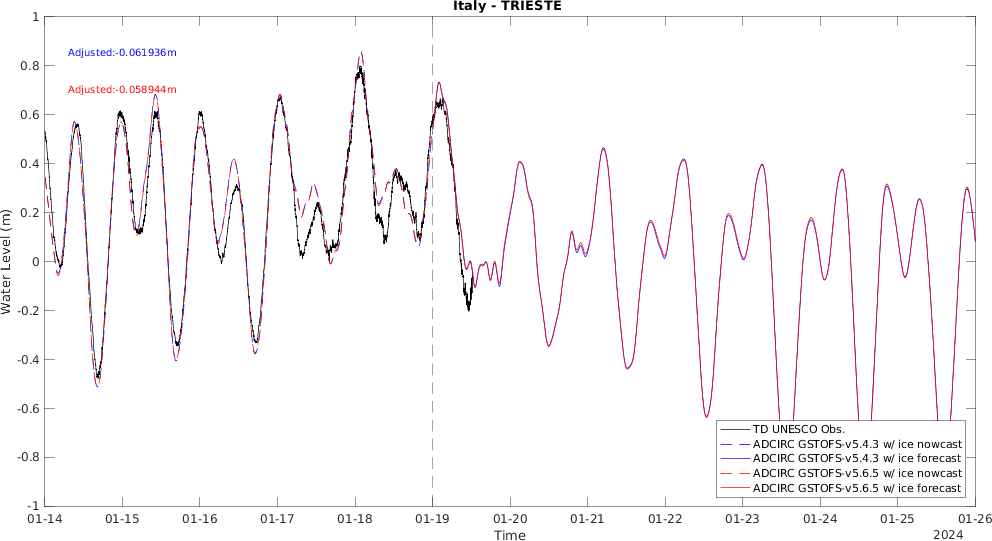 Italy - TRIESTE
Adjusted:-0.061936m
Adjusted:-0.058944m
Water Level (m)
1
0.8
0.6
0.4
0.2
0
-0.2
-0.4
-0.6
-0.8
-1
TD UNESCO Obs.
ADCIRC GSTOFS-v5.4.3 w/ ice nowcast
ADCIRC GSTOFS-v5.4.3 w/ ice forecast
ADCIRC GSTOFS-v5.6.5 w/ ice nowcast
ADCIRC GSTOFS-v5.6.5 w/ ice forecast
01-14 01-15 01-16 01-17 01-18 01-19 01-20 01-21 01-22 01-23 01-24 01-25 01-26
Time
2024